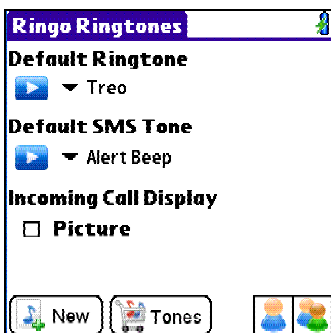 Ringo Ringtones
Default Ringtone
Treo
Default SMS Tone
Alert Beep
Incoming Call Display
Picture
New
Tones